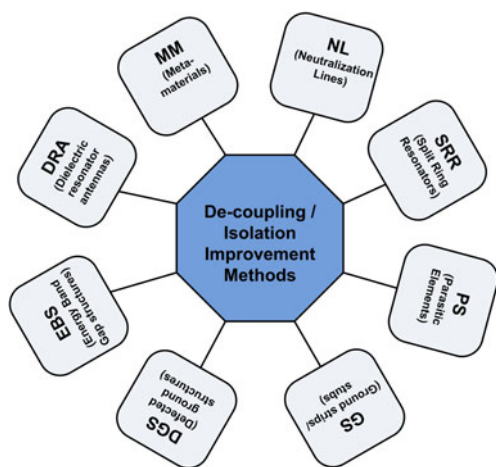 De-coupling /
Isolation
Improvement
Methods
MM
(Meta-
materials)
NL
(Neutralization
Lines)
SRR
(Split Ring
Resonators)
PS
(Parasitic
Elements)
GS
(Ground strips/
stubs)
DGS
(Defected
ground
structures)
EBS
(Energy Band
Gap structures)
DRA
(Dielectric
resonator
antennas)